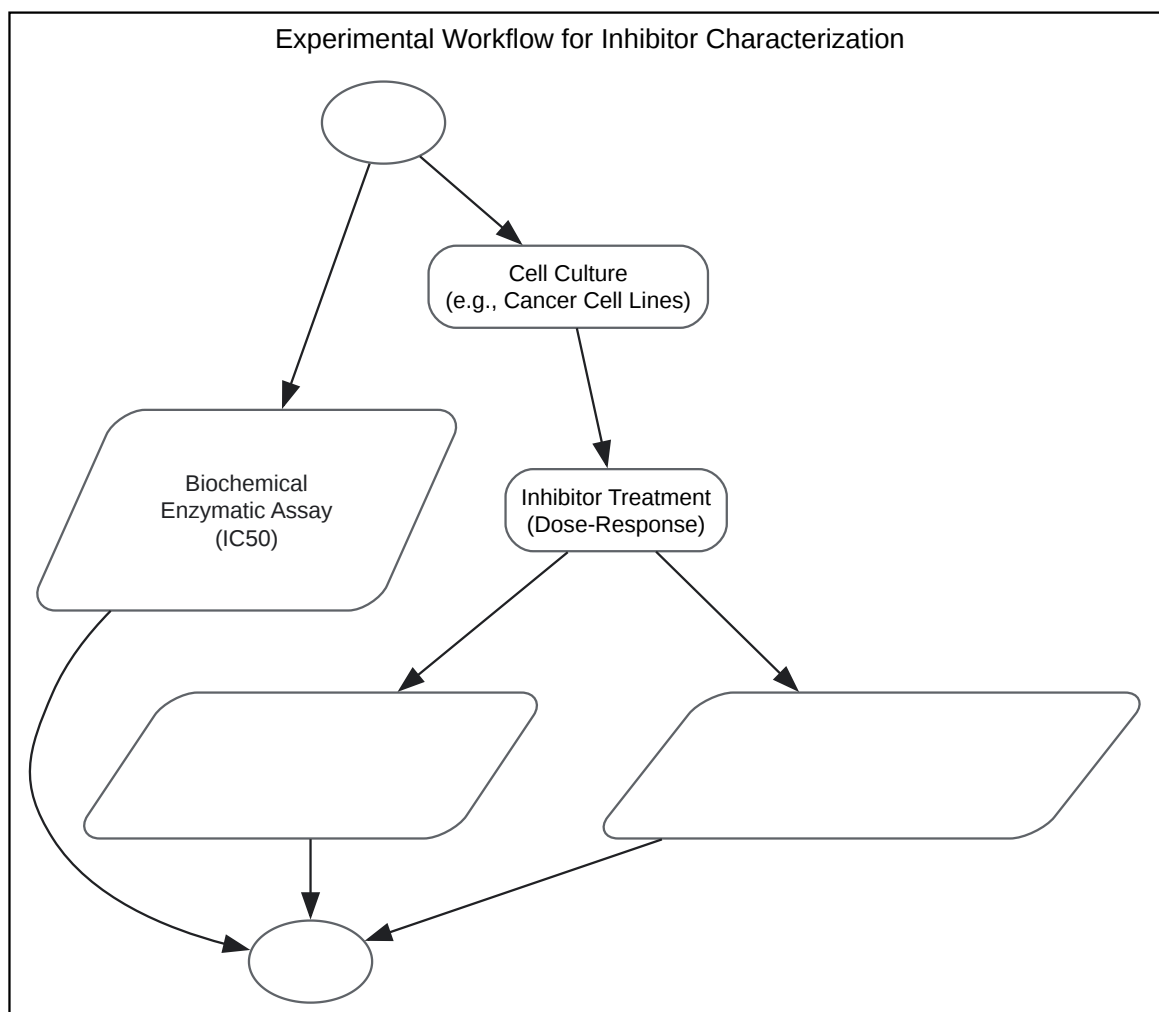 Experimental Workflow for Inhibitor Characterization
Cell Culture
(e.g., Cancer Cell Lines)
Biochemical
Enzymatic Assay
(IC50)
Inhibitor Treatment
(Dose-Response)